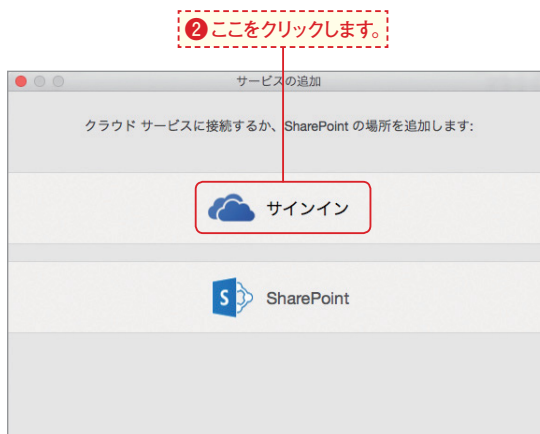 ❷ここをクリックします。
サービスの追加
クラウド サービスに接続するか、SharePoint の場所を追加します:
サインイン
S
SharePoint